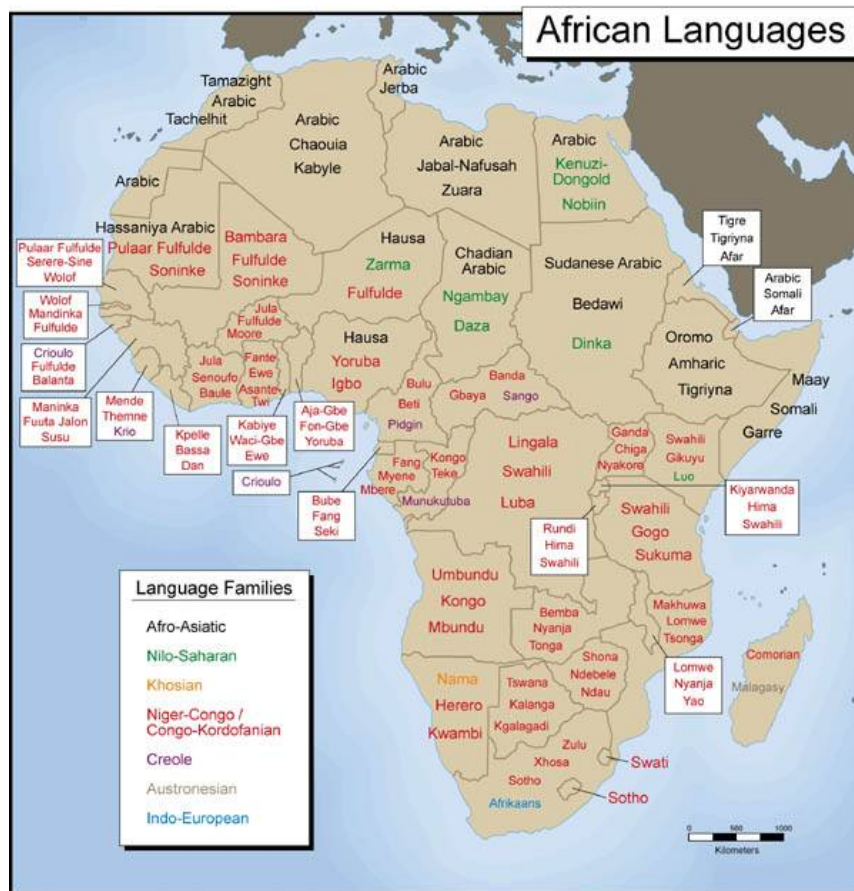 African Languages
Tamazight
Arabic
Tachelhit
Arabic
Jerba
Arabic
Chaouia
Kabyle
Arabic
Jabal-Nafusah
Zuara
Arabic
Kenuzi-
Dongold
Nobiin
Arabic
Hassaniya Arabic
Pulaar Fulfulde
Soninke
Bambara
Fulfulde
Soninke
Hausa
Zarma
Fulfulde
Chadian
Arabic
Ngambay
Daza
Sudanese Arabic
Bedawi
Dinka
Tigre
Tigriyna
Afar
Arabic
Somali
Afar
Oromo
Amharic
Tigriyna
Maay
Somali
Garre
Pulaar Fulfulde
Serere-Sine
Wolof
Wolof
Mandinka
Fulfulde
Crioulo
Fulfulde
Balanta
Maninka
Fuuta Jalon
Susu
Mende
Themne
Krio
Kpelle
Bassa
Dan
Jula
Senoufo
Baule
Jula
Fulfulde
Moore
Fante
Ewe
Asante-
Twi
Kabiye
Waci-Gbe
Ewe
Aja-Gbe
Fon-Gbe
Yoruba
Hausa
Yoruba
Igbo
Crioulo
Bulu
Beti
Pidgin
Banda
Gbaya
Sango
Bube
Fang
Seki
Fang
Myene
Mbere
Kongo
Teke
Munukutuba
Lingala
Swahili
Luba
Ganda
Chiga
Nyakore
Swahili
Gikuyu
Luo
Kiyarwanda
Hima
Swahili
Rundi
Hima
Swahili
Swahili
Gogo
Sukuma
Umbundu
Kongo
Mbundu
Bemba
Nyanja
Tonga
Makhuwa
Lomwe
Tsonga
Lomwe
Nyanja
Yao
Comorian
Malagasy
Nama
Herero
Kwambi
Tswana
Kalanga
Kgalagadi
Shona
Ndebele
Ndau
Zulu
Xhosa
Sotho
Afrikaans
Swati
Sotho
Language Families
Afro-Asiatic
Nilo-Saharan
Khosian
Niger-Congo /
Congo-Kordofanian
Creole
Austronesian
Indo-European
0 500 1000
Kilometers